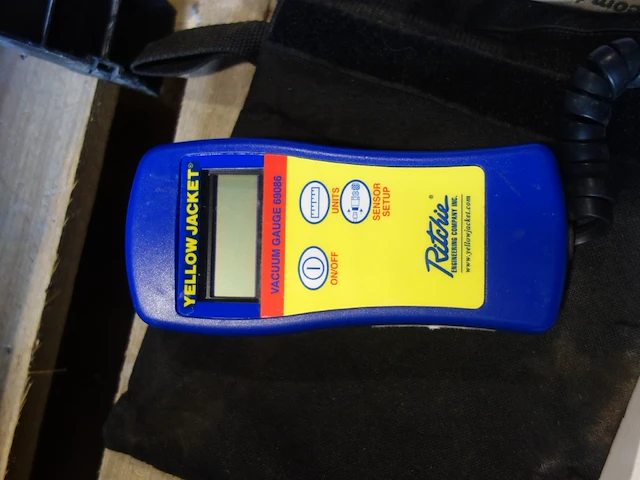 YELLOW JACKET®
VACUUM GAUGE 69086
UNITS
SENSOR
SETUP
ON/OFF
Ritchie®
ENGINEERING COMPANY INC.
www.yellowjacket.com